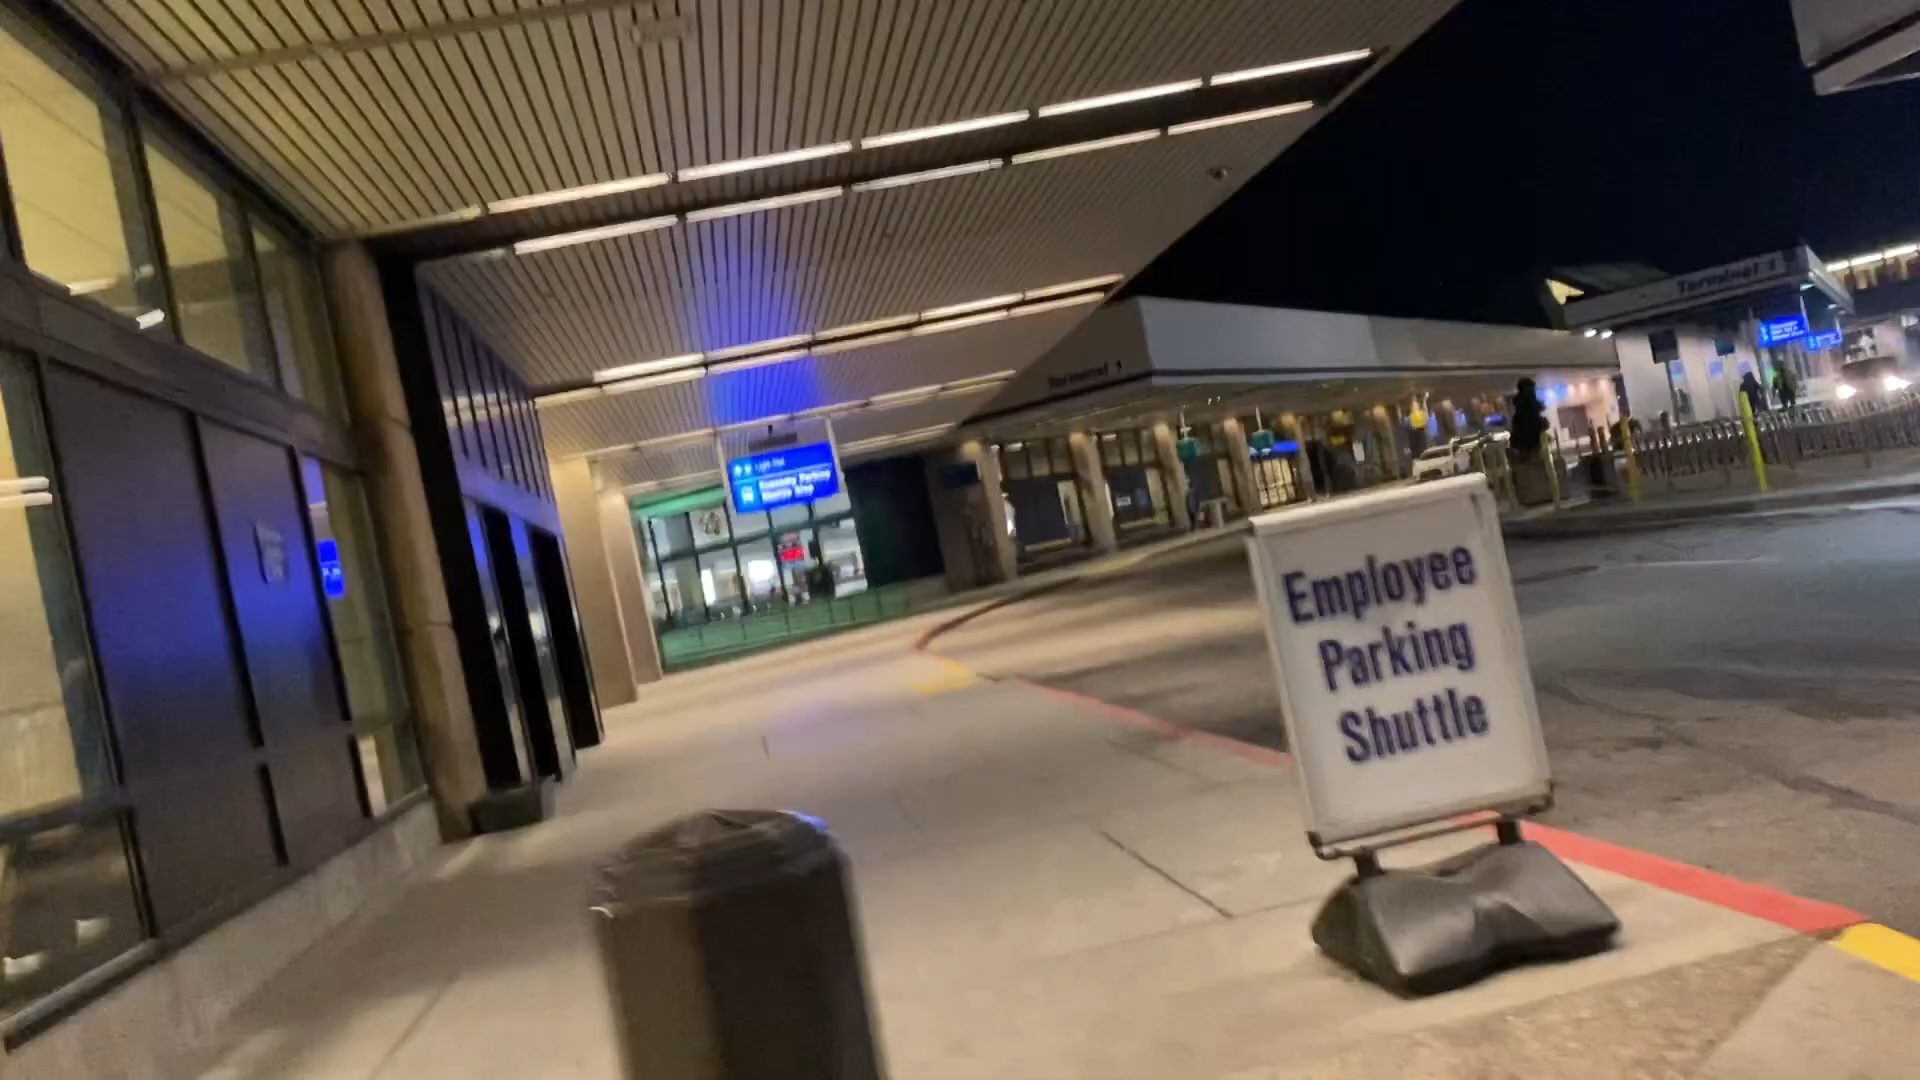 Terminal 1
Terminal 1
Light Rail
Economy Parking
Shuttle Stop
Employee
Parking
Shuttle